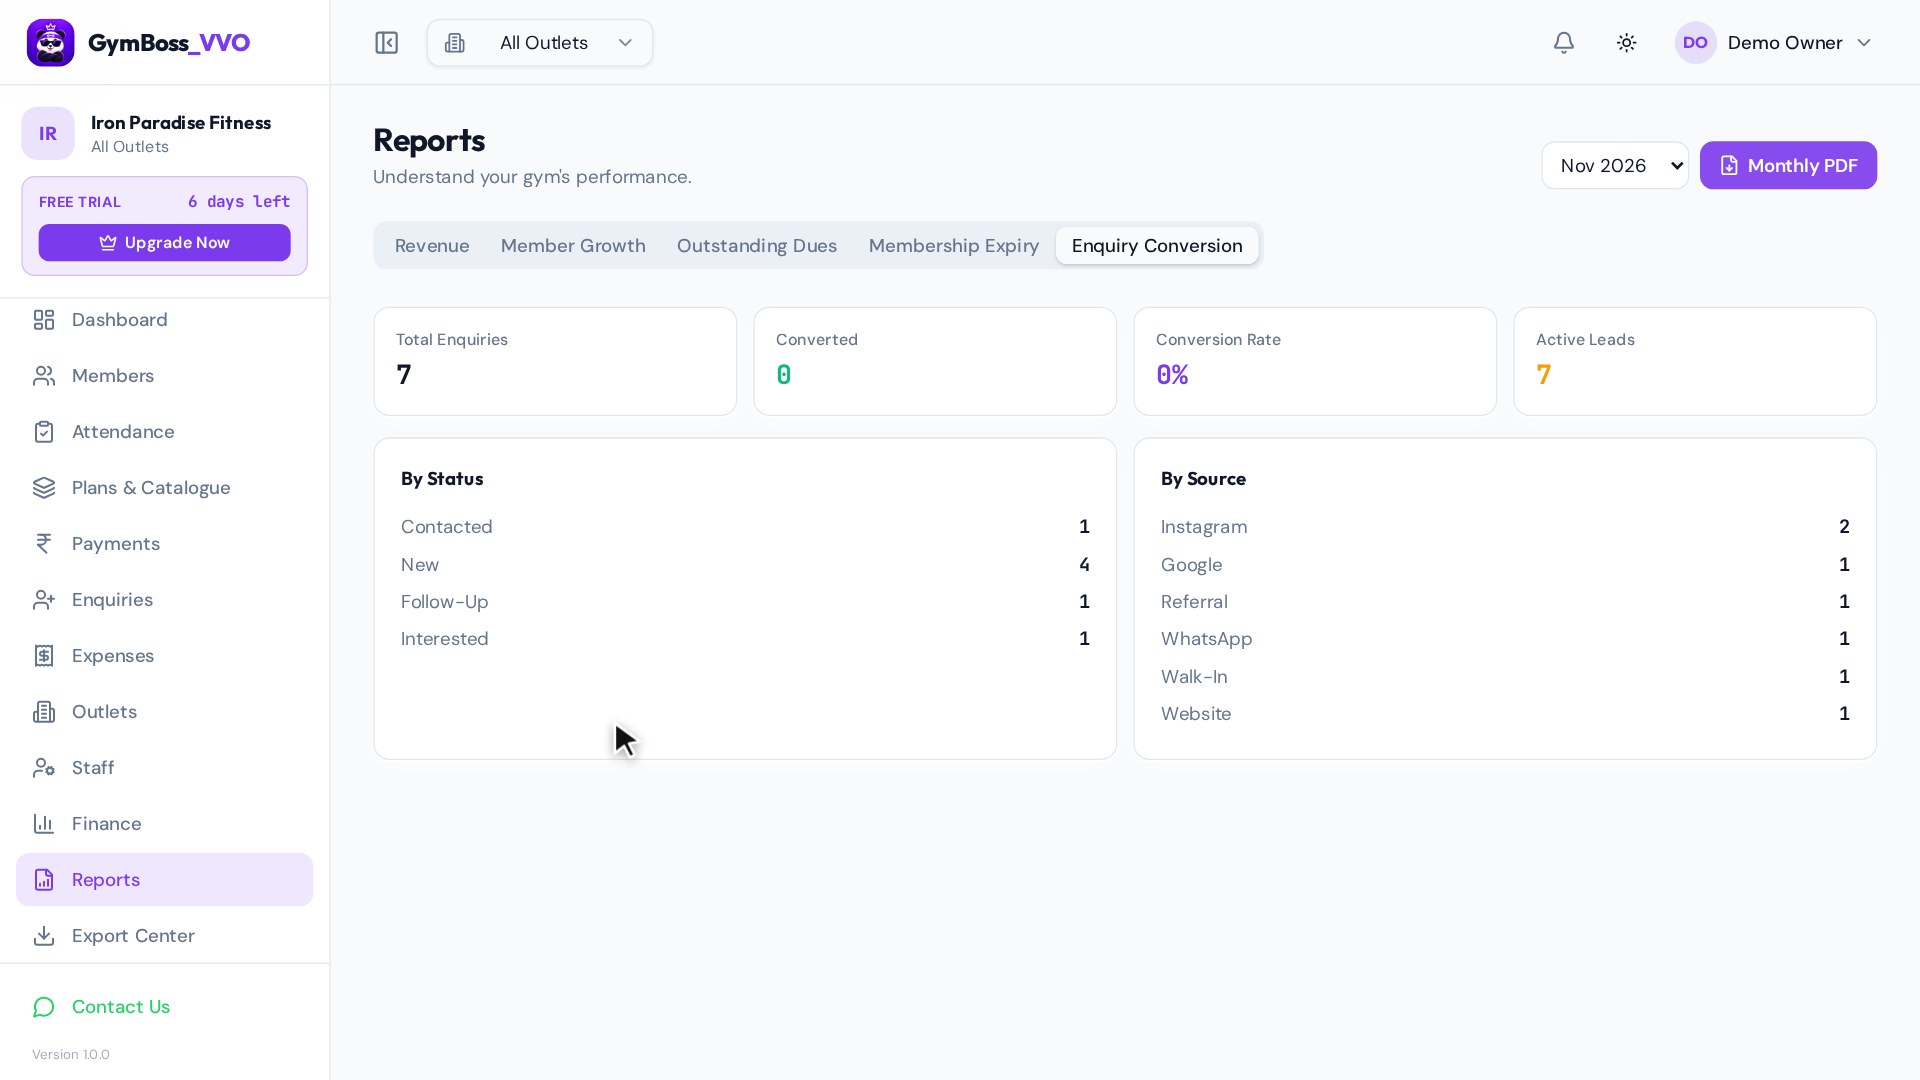 GymBoss_VVO
All Outlets
DO
Demo Owner
IR
Iron Paradise Fitness
All Outlets
FREE TRIAL
6 days left
Upgrade Now
Dashboard
Members
Attendance
Plans & Catalogue
Payments
Enquiries
Expenses
Outlets
Staff
Finance
Reports
Export Center
Contact Us
Version 1.0.0
Reports
Understand your gym's performance.
Nov 2026
Monthly PDF
Revenue
Member Growth
Outstanding Dues
Membership Expiry
Enquiry Conversion
Total Enquiries
7
Converted
0
Conversion Rate
0%
Active Leads
7
By Status
Contacted 1
New 4
Follow-Up 1
Interested 1
By Source
Instagram 2
Google 1
Referral 1
WhatsApp 1
Walk-In 1
Website 1